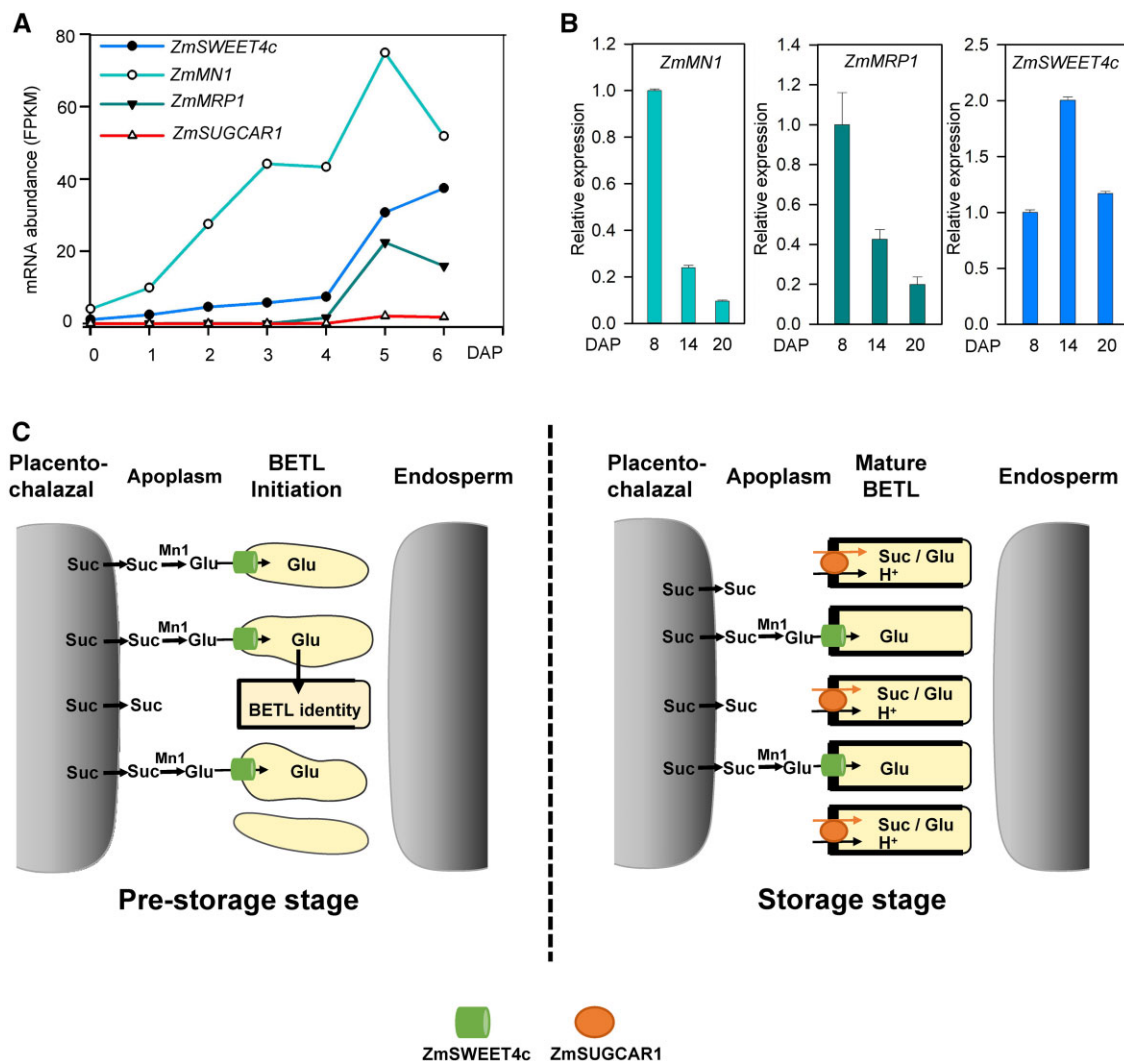 A
ZmSWEET4c
ZmMN1
ZmMRP1
ZmSUGCAR1
mRNA abundance (FPKM)
80
60
40
20
0
0 1 2 3 4 5 6 DAP
B
ZmMN1
Relative expression
1.2
1.0
0.8
0.6
0.4
0.2
0.0
DAP 8 14 20
ZmMRP1
Relative expression
1.4
1.2
1.0
0.8
0.6
0.4
0.2
0.0
DAP 8 14 20
ZmSWEET4c
Relative expression
2.5
2.0
1.5
1.0
0.5
0.0
DAP 8 14 20
C
Placento-
chalazal
Apoplasm
BETL
Initiation
Endosperm
Suc Suc Mn1 Glu Glu
Suc Suc Mn1 Glu Glu
Suc Suc BETL identity
Suc Suc Mn1 Glu Glu
Pre-storage stage
Placento-
chalazal
Apoplasm
Mature
BETL
Endosperm
Suc / Glu
H+
Suc Suc
Suc Suc Mn1 Glu Glu
Suc / Glu
H+
Suc Suc
Suc Suc Mn1 Glu Glu
Suc / Glu
H+
Storage stage
ZmSWEET4c ZmSUGCAR1